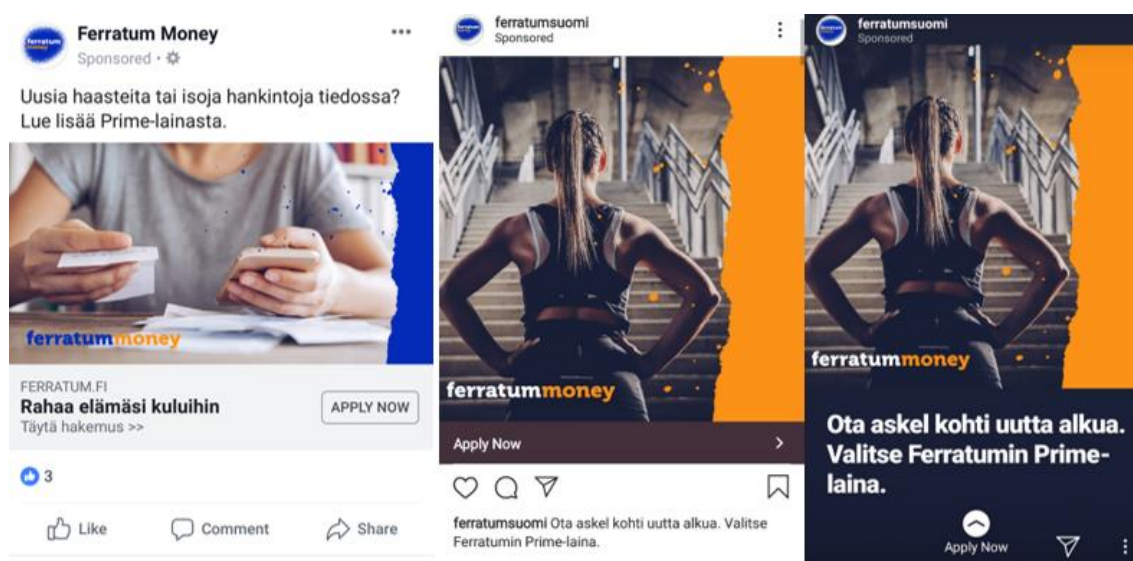 Ferratum Money
Sponsored
Uusia haasteita tai isoja hankintoja tiedossa?
Lue lisää Prime-lainasta.
ferratummoney
FERRATUM.FI
Rahaa elämäsi kuluihin
Täytä hakemus >>
APPLY NOW
3
Like
Comment
Share
ferratumsuomi
Sponsored
ferratummoney
Apply Now
ferratumsuomi Ota askel kohti uutta alkua. Valitse
Ferratumin Prime-laina.
ferratumsuomi
Sponsored
ferratummoney
Ota askel kohti uutta alkua.
Valitse Ferratumin Prime-
laina.
Apply Now